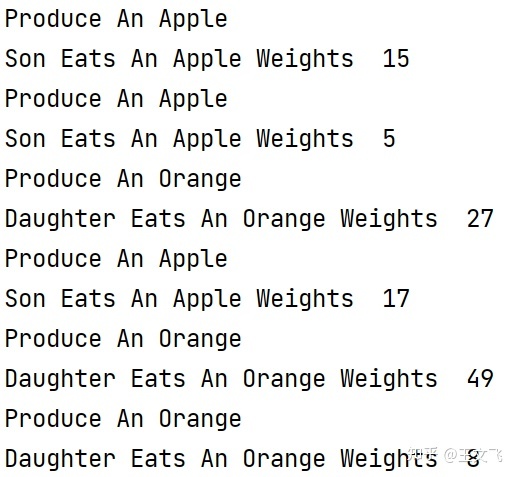 Produce An Apple
Son Eats An Apple Weights  15
Produce An Apple
Son Eats An Apple Weights  5
Produce An Orange
Daughter Eats An Orange Weights  27
Produce An Apple
Son Eats An Apple Weights  17
Produce An Orange
Daughter Eats An Orange Weights  49
Produce An Orange
Daughter Eats An Orange Weights  8
知乎 @王文飞